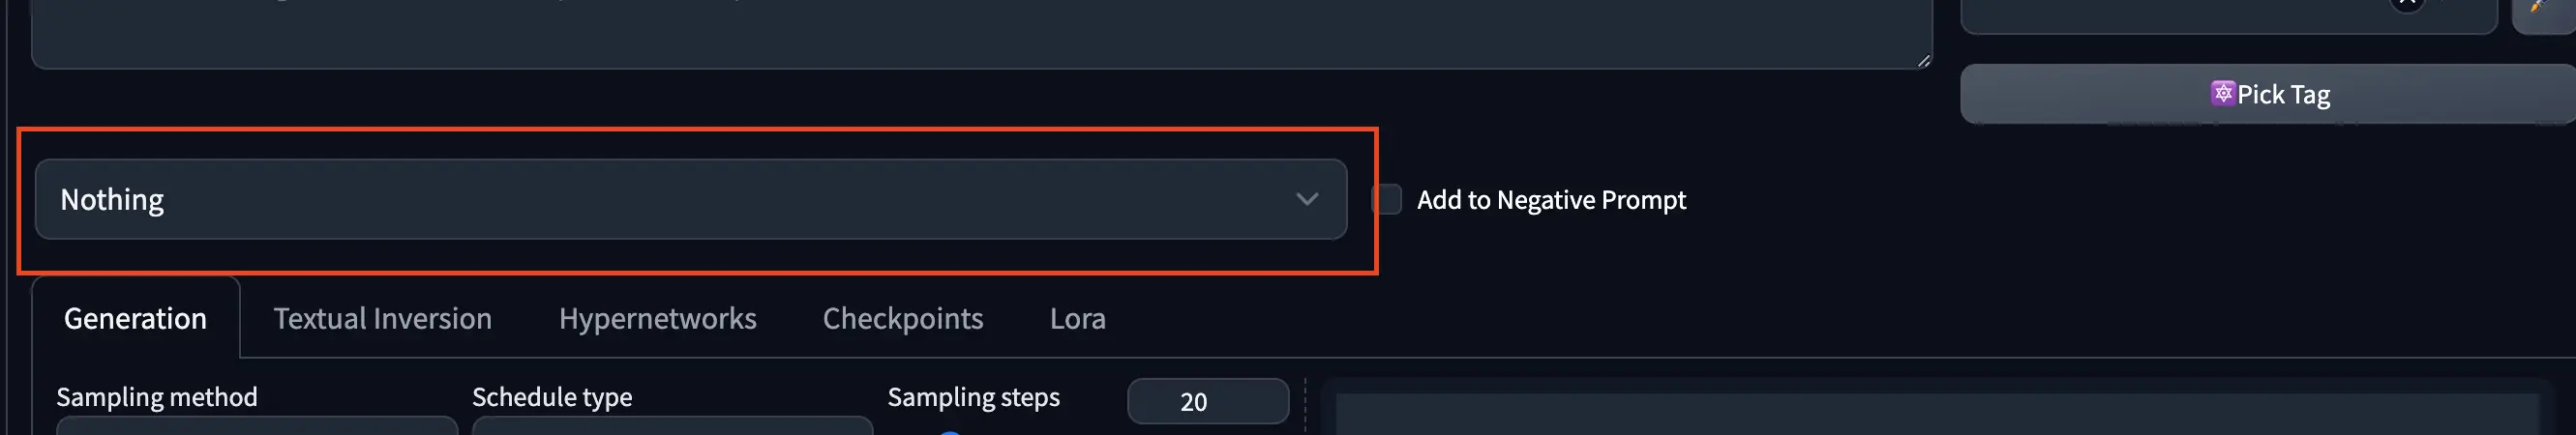 🔯Pick Tag
Nothing
Add to Negative Prompt
Generation
Textual Inversion
Hypernetworks
Checkpoints
Lora
Sampling method
Schedule type
Sampling steps
20